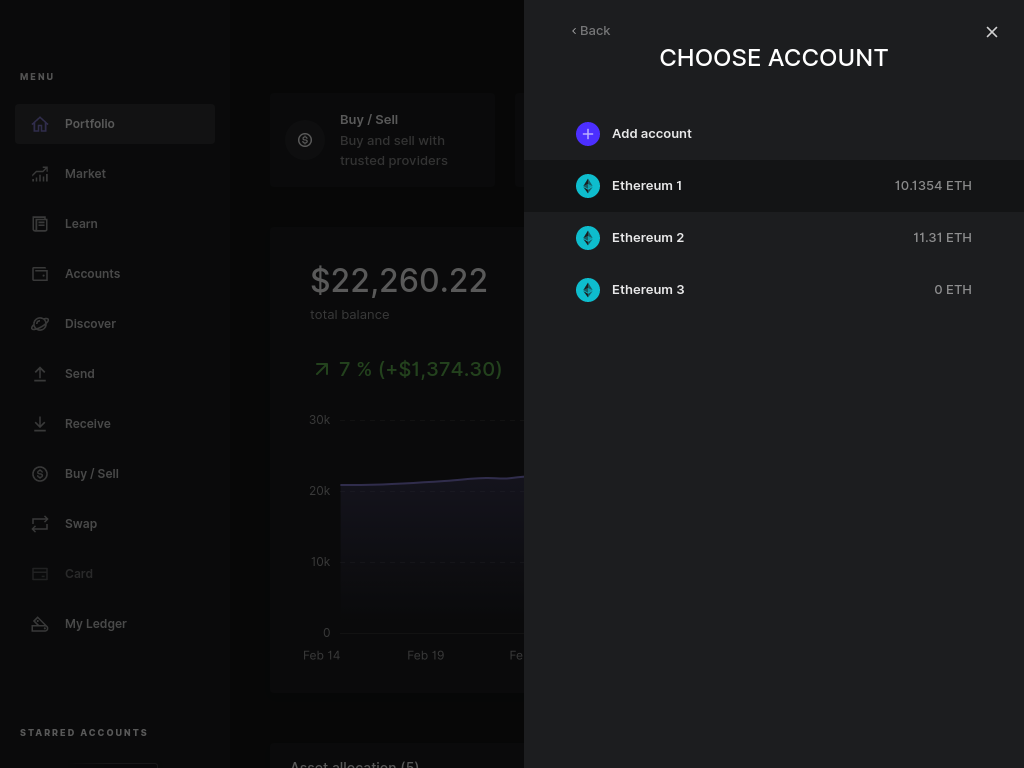 MENU
Portfolio
Market
Learn
Accounts
Discover
Send
Receive
Buy / Sell
Swap
Card
My Ledger
STARRED ACCOUNTS
Buy / Sell
Buy and sell with
trusted providers
$22,260.22
total balance
7 % (+$1,374.30)
30k
20k
10k
0
Feb 14
Feb 19
Asset allocation (5)
‹ Back
CHOOSE ACCOUNT
Add account
Ethereum 1
10.1354 ETH
Ethereum 2
11.31 ETH
Ethereum 3
0 ETH